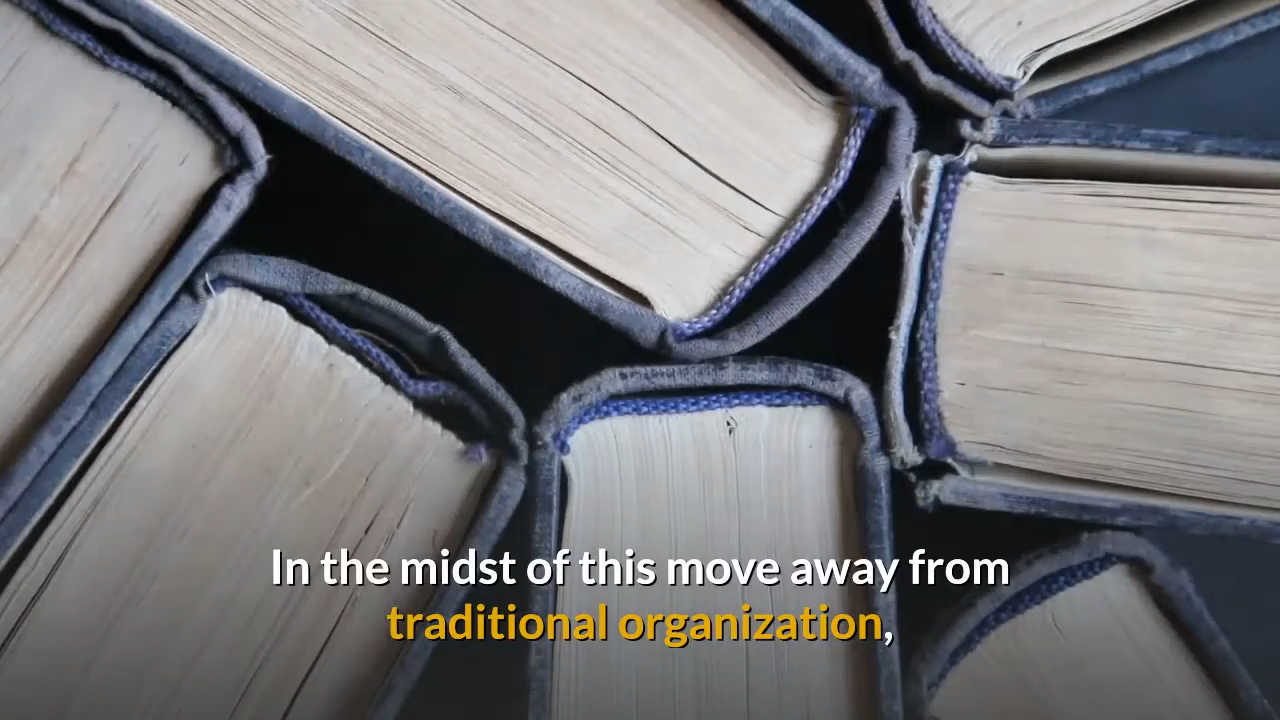 In the midst of this move away from
traditional organization,